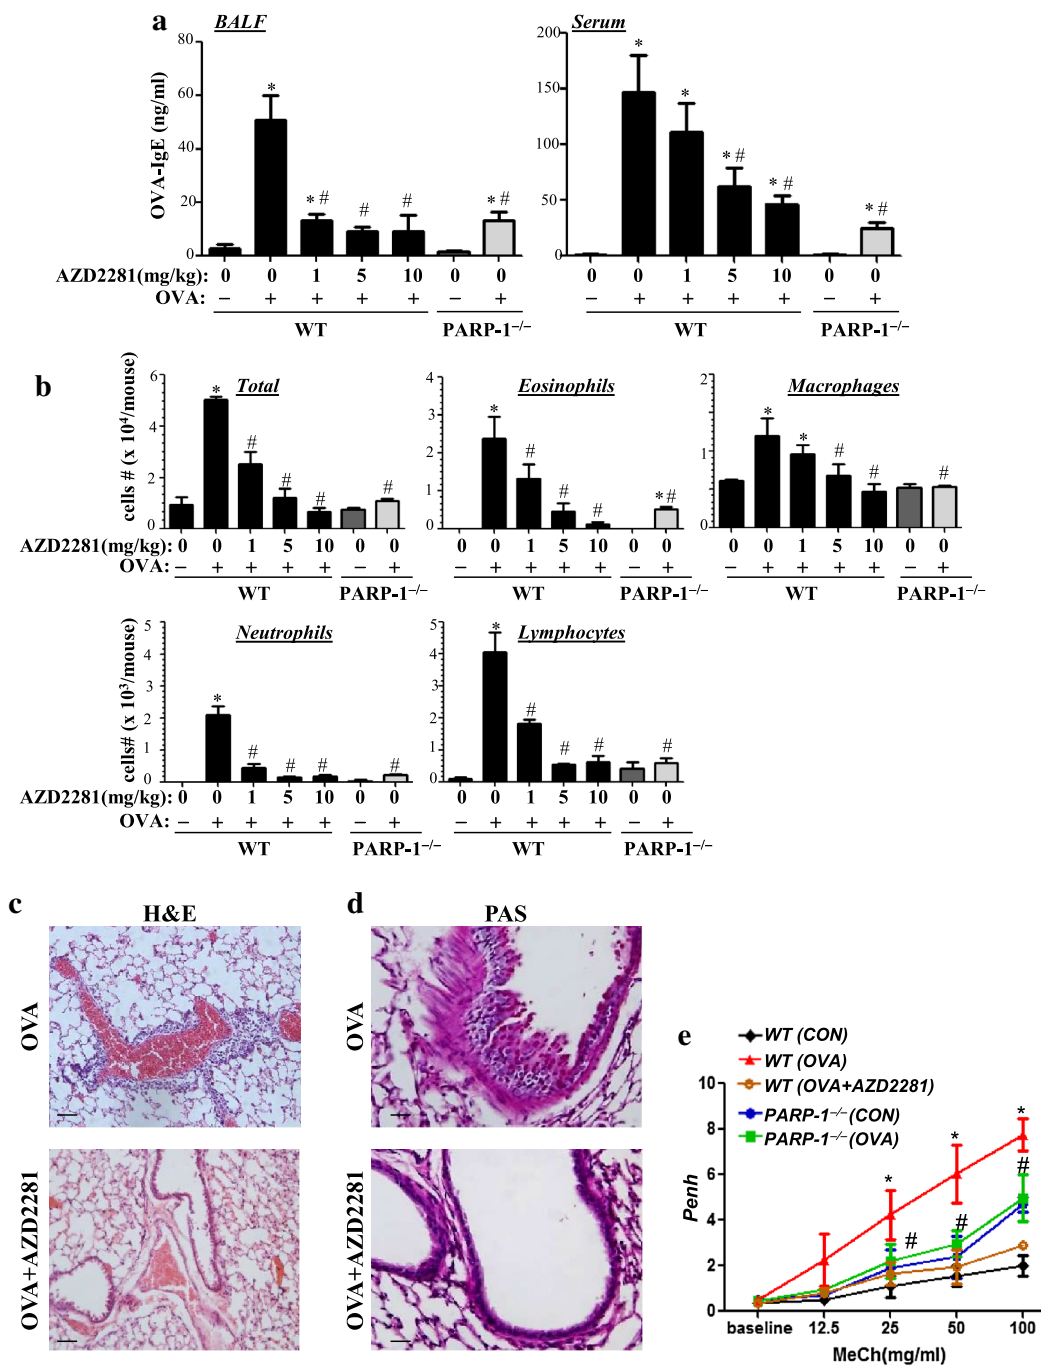 a
BALF
Serum
OVA-IgE (ng/ml)
80
60
40
20
0
200
150
100
50
0
* * # # # * #
* * * # * # * #
AZD2281(mg/kg): 0 0 1 5 10 0 0 0 0 1 5 10 0 0
OVA: – + + + + – + – + + + + – +
WT PARP-1–/– WT PARP-1–/–
b
Total
Eosinophils
Macrophages
cells # (x 10⁴/mouse)
6
4
2
0
4
3
2
1
0
2
1
0
* # # # #
* # # # * #
* * # # #
AZD2281(mg/kg): 0 0 1 5 10 0 0 0 0 1 5 10 0 0 0 0 1 5 10 0 0
OVA: – + + + + – + – + + + + – + – + + + + – +
WT PARP-1–/– WT PARP-1–/– WT PARP-1–/–
Neutrophils
Lymphocytes
cells# (x 10³/mouse)
5
4
3
2
1
0
5
4
3
2
1
0
* # # # #
* # # # #
AZD2281(mg/kg): 0 0 1 5 10 0 0 0 0 1 5 10 0 0
OVA: – + + + + – + – + + + + – +
WT PARP-1–/– WT PARP-1–/–
c
H&E
OVA
OVA+AZD2281
d
PAS
OVA
OVA+AZD2281
e
WT (CON)
WT (OVA)
WT (OVA+AZD2281)
PARP-1–/– (CON)
PARP-1–/– (OVA)
Penh
10
8
6
4
2
0
* * *
# # #
baseline 12.5 25 50 100
MeCh(mg/ml)